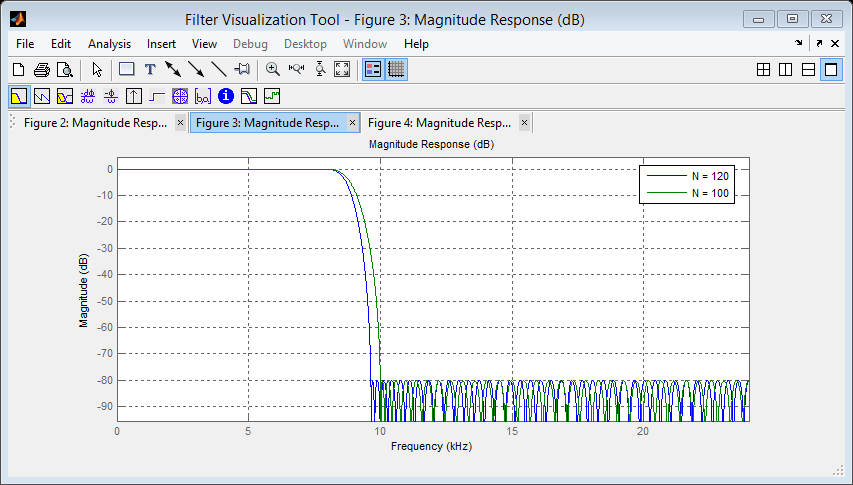 Filter Visualization Tool - Figure 3: Magnitude Response (dB)
File Edit Analysis Insert View Debug Desktop Window Help
Figure 2: Magnitude Resp... Figure 3: Magnitude Resp... Figure 4: Magnitude Resp...
Magnitude Response (dB)
N = 120
N = 100
Magnitude (dB)
0
-10
-20
-30
-40
-50
-60
-70
-80
-90
0 5 10 15 20
Frequency (kHz)